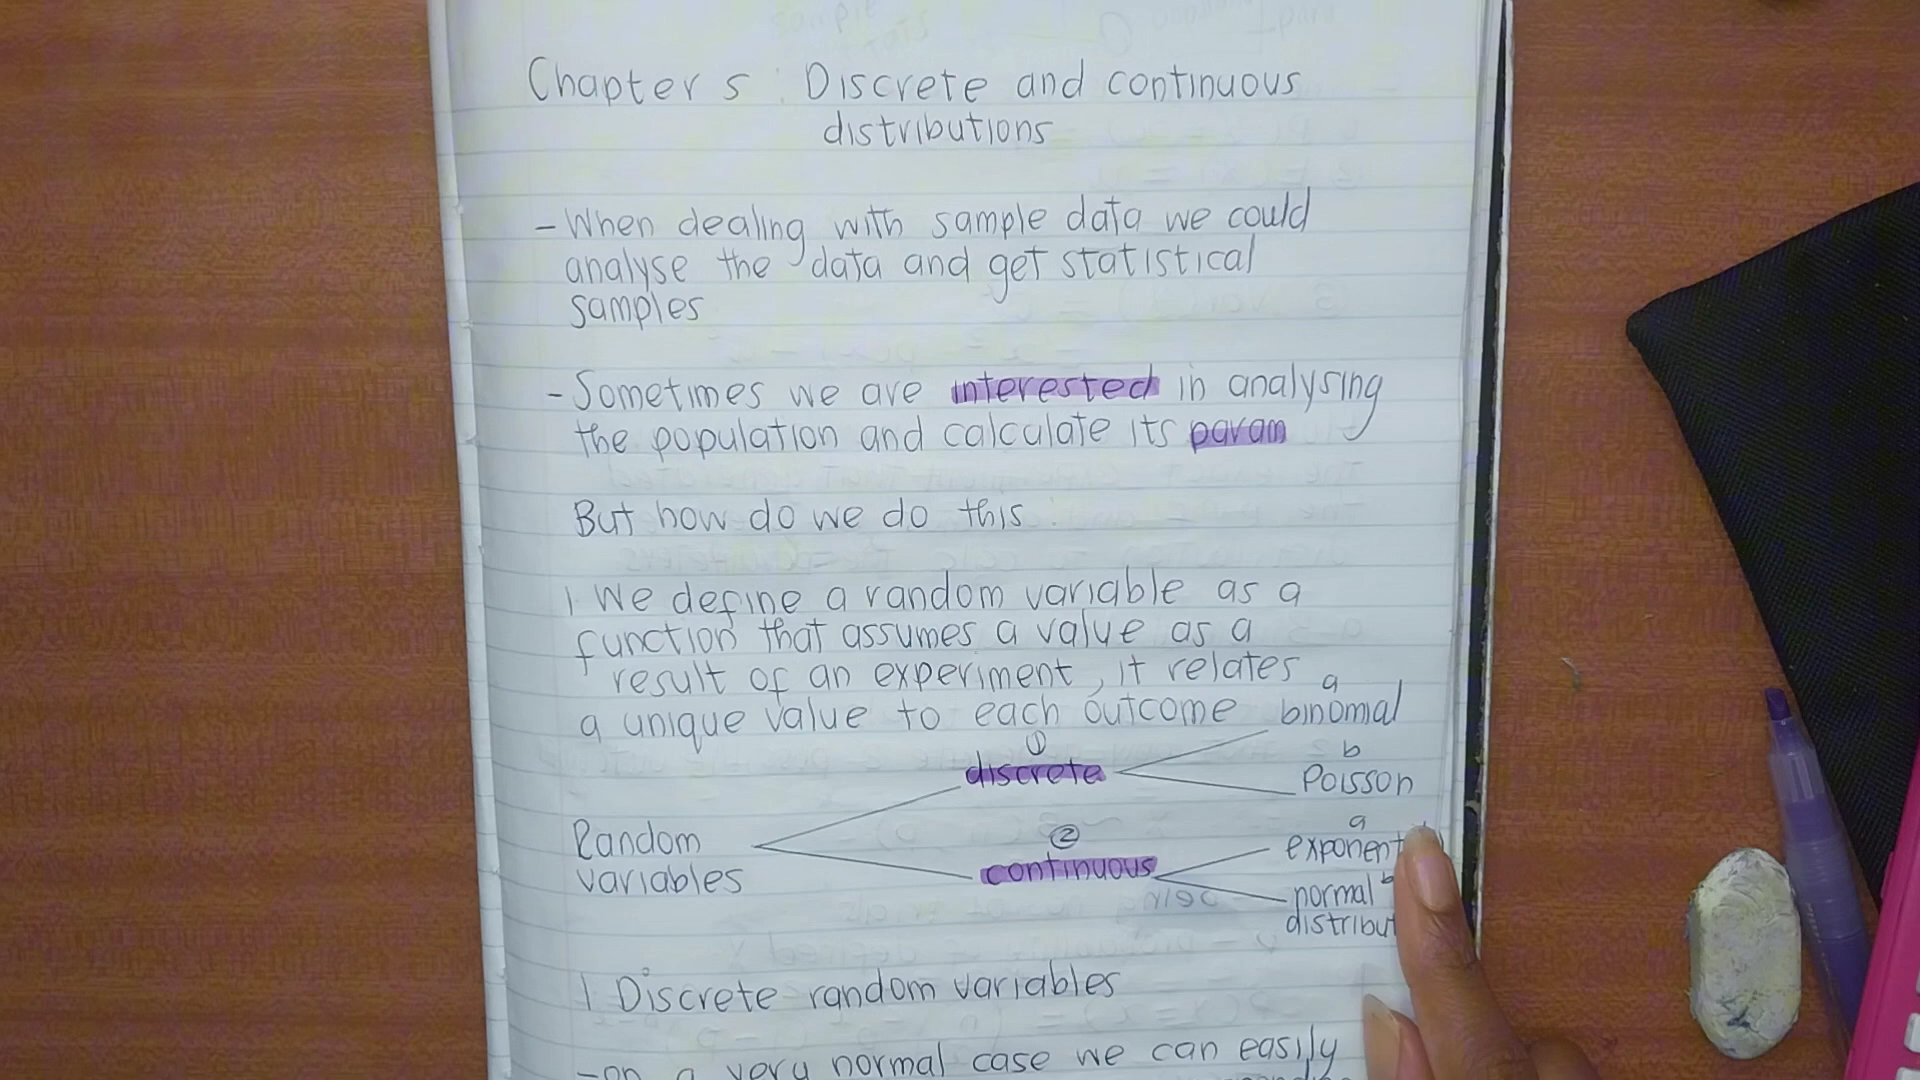 Chapter 5 : Discrete and continuous
distributions
- When dealing with sample data we could
analyse the data and get statistical
samples
- Sometimes we are interested in analysing
the population and calculate its param
But how do we do this
1 We define a random variable as a
function that assumes a value as a
result of an experiment, it relates
a unique value to each outcome
a
binomial
①
discrete
b
Poisson
Random
variables
②
continuous
a
exponent
b
normal
distribut
1 Discrete random variables
- on a very normal case we can easily